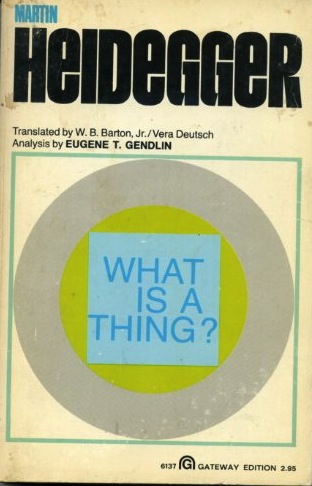 MARTIN
HEIDEGGER
Translated by W. B. Barton, Jr./Vera Deutsch
Analysis by EUGENE T. GENDLIN
WHAT
IS A
THING?
6137 G GATEWAY EDITION 2.95